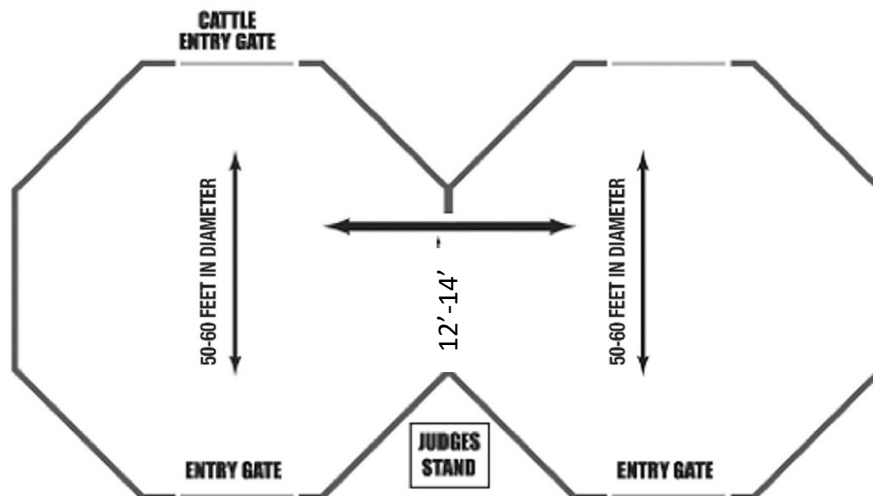 CATTLE
ENTRY GATE
50-60 FEET IN DIAMETER
12’-14’
50-60 FEET IN DIAMETER
ENTRY GATE
JUDGES
STAND
ENTRY GATE